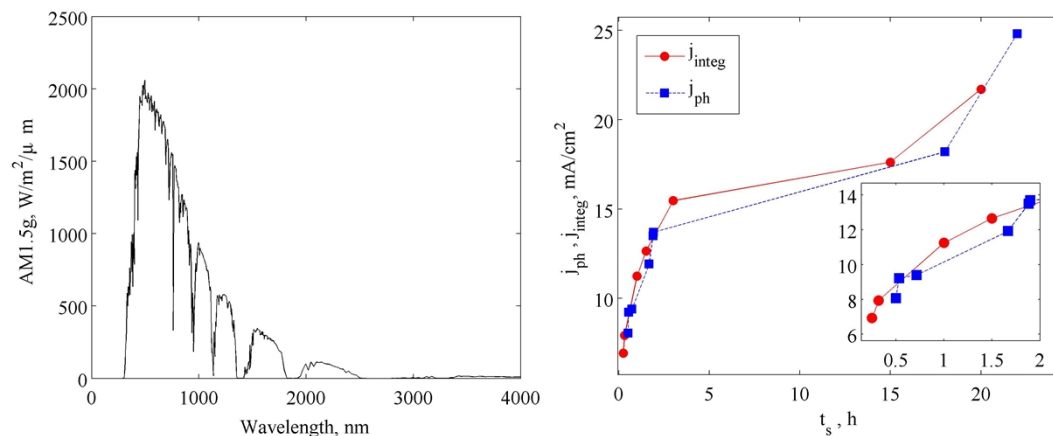 2500
2000
1500
1000
500
0
AM1.5g, W/m²/μ m
0 1000 2000 3000 4000
Wavelength, nm
25
20
15
10
j_ph , j_integ, mA/cm²
j_integ
j_ph
14
12
10
8
6
0.5 1 1.5 2
0 5 10 15 20
t_s , h